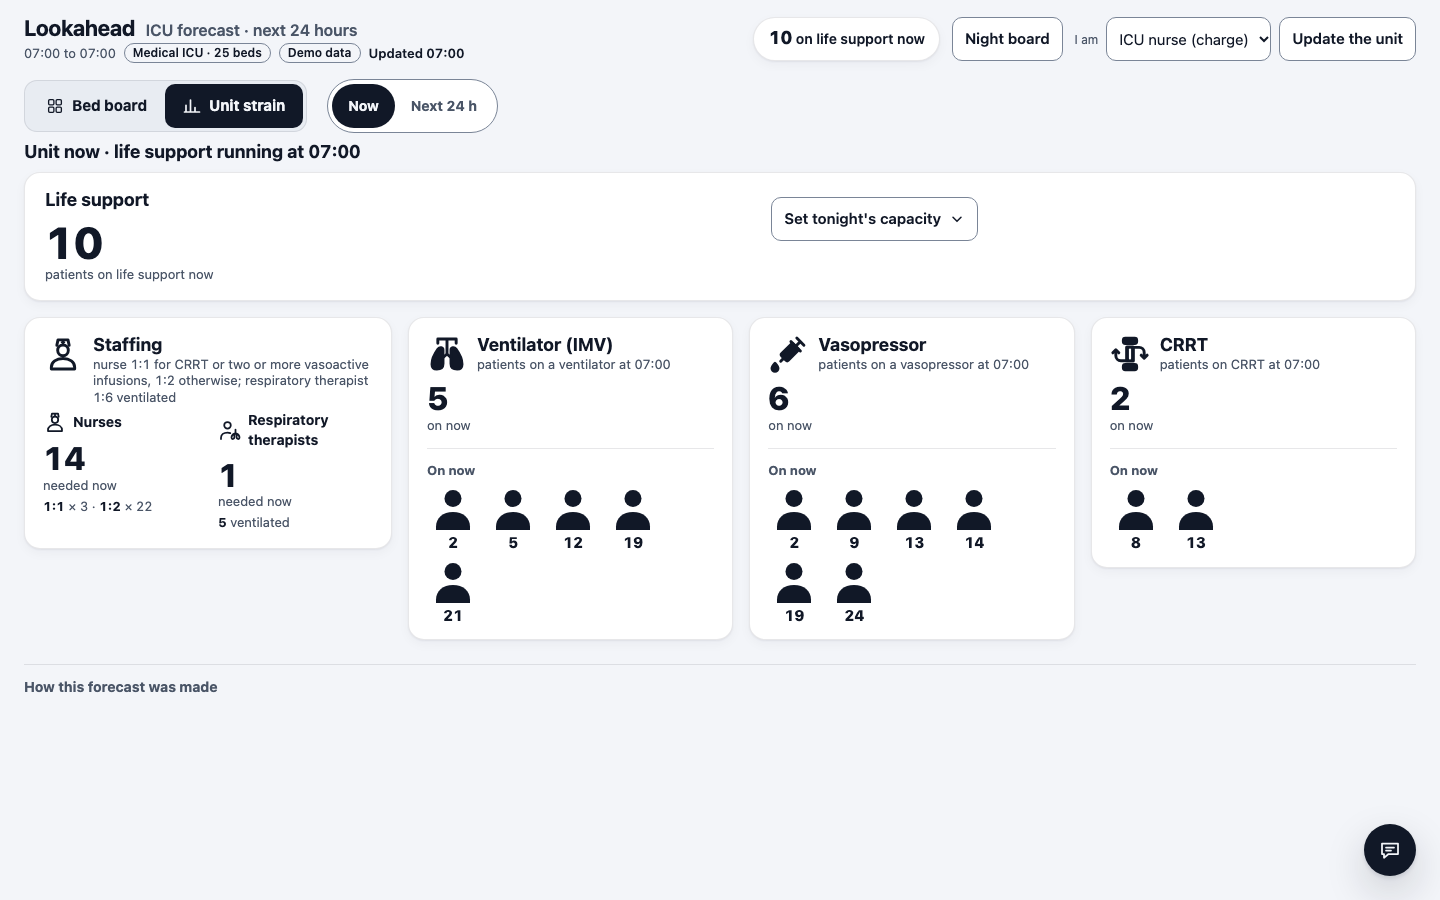 Lookahead ICU forecast · next 24 hours
07:00 to 07:00 Medical ICU · 25 beds Demo data Updated 07:00
10 on life support now
Night board
I am ICU nurse (charge)
Update the unit
Bed board Unit strain
Now Next 24 h
Unit now · life support running at 07:00
Life support
10
patients on life support now
Set tonight's capacity
Staffing
nurse 1:1 for CRRT or two or more vasoactive
infusions, 1:2 otherwise; respiratory therapist
1:6 ventilated
Nurses
14
needed now
1:1 × 3 · 1:2 × 22
Respiratory
therapists
1
needed now
5 ventilated
Ventilator (IMV)
patients on a ventilator at 07:00
5
on now
On now
2 5 12 19
21
Vasopressor
patients on a vasopressor at 07:00
6
on now
On now
2 9 13 14
19 24
CRRT
patients on CRRT at 07:00
2
on now
On now
8 13
How this forecast was made